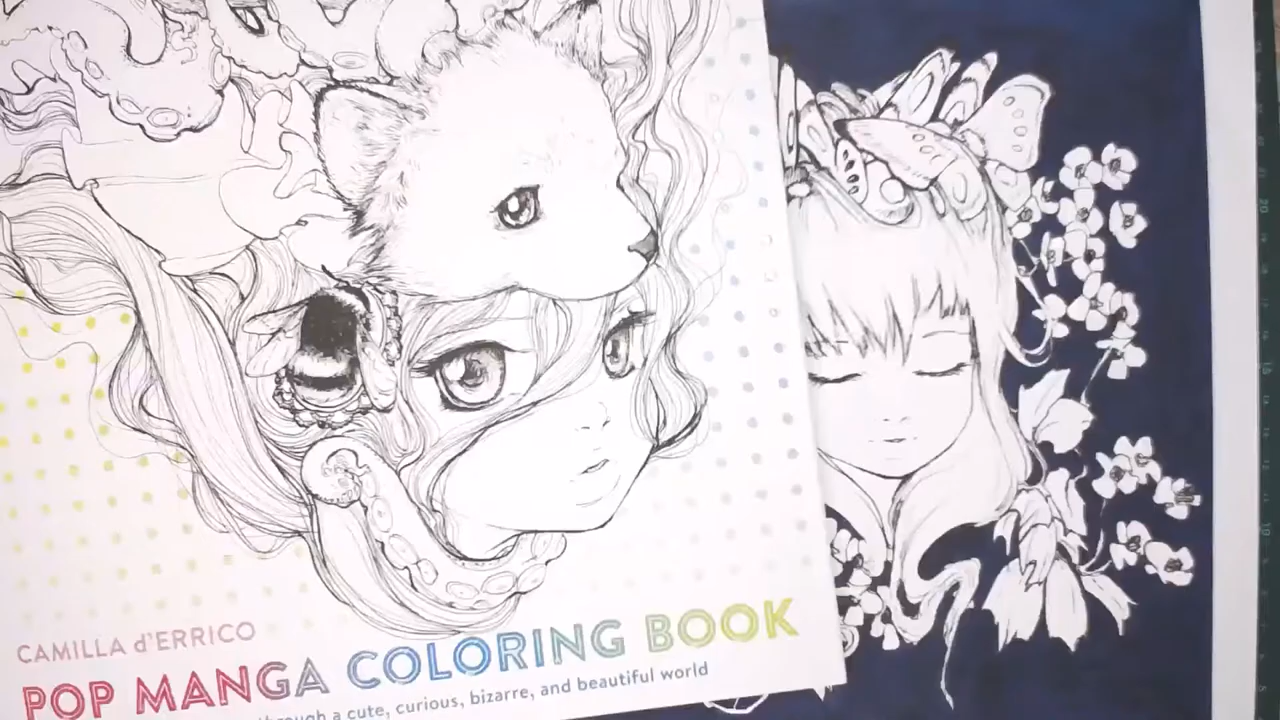 CAMILLA d'ERRICO
POP MANGA COLORING BOOK
through a cute, curious, bizarre, and beautiful world